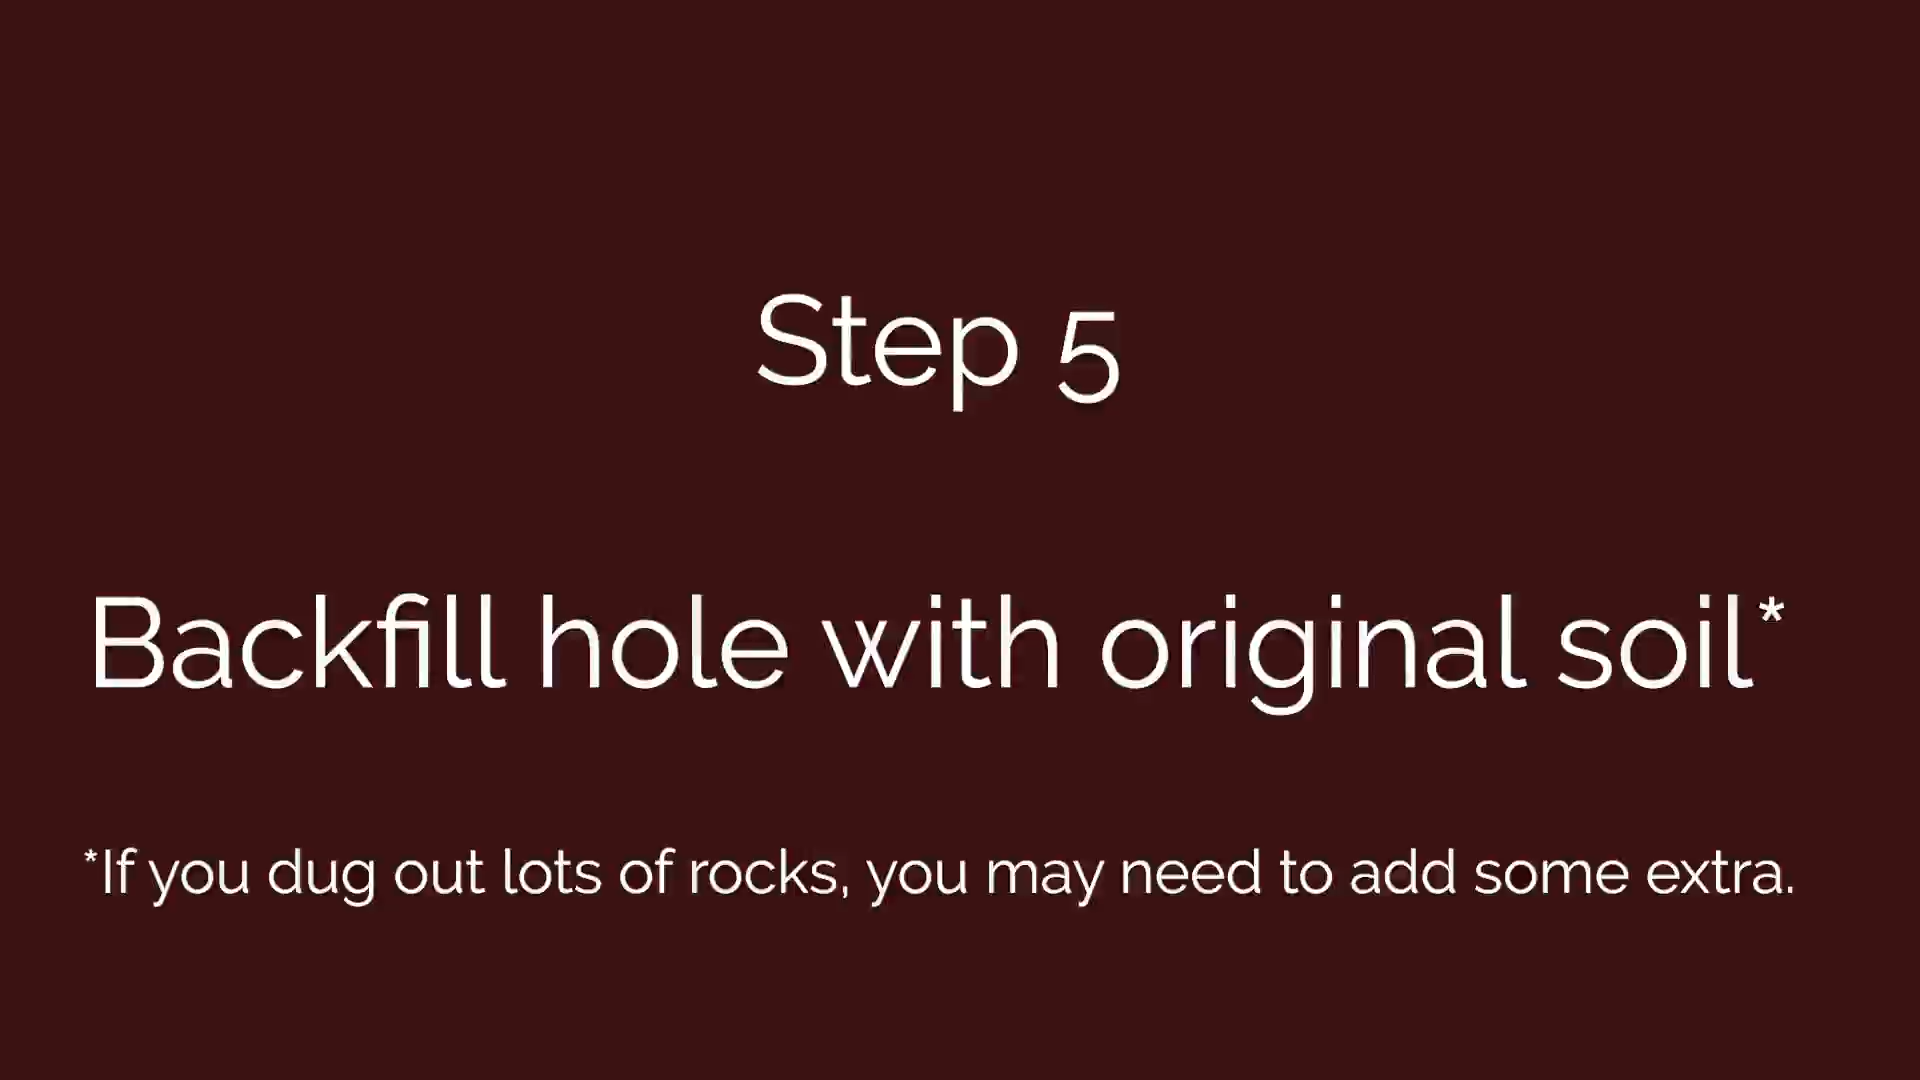 Step 5
Backfill hole with original soil*
*If you dug out lots of rocks, you may need to add some extra.